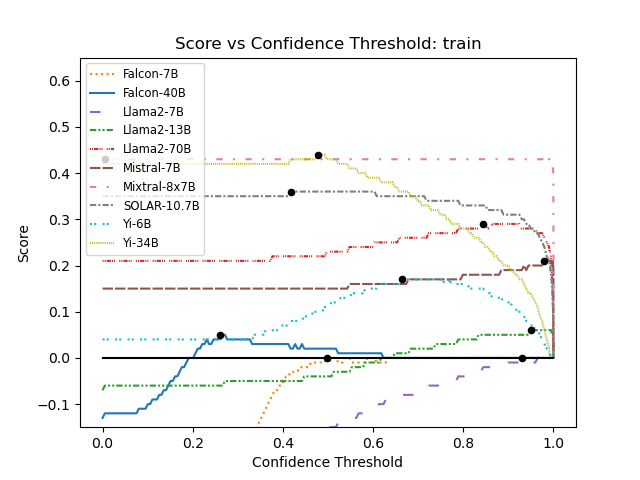 Score vs Confidence Threshold: train
Score
0.6
0.5
0.4
0.3
0.2
0.1
0.0
−0.1
Falcon-7B
Falcon-40B
Llama2-7B
Llama2-13B
Llama2-70B
Mistral-7B
Mixtral-8x7B
SOLAR-10.7B
Yi-6B
Yi-34B
0.0 0.2 0.4 0.6 0.8 1.0
Confidence Threshold